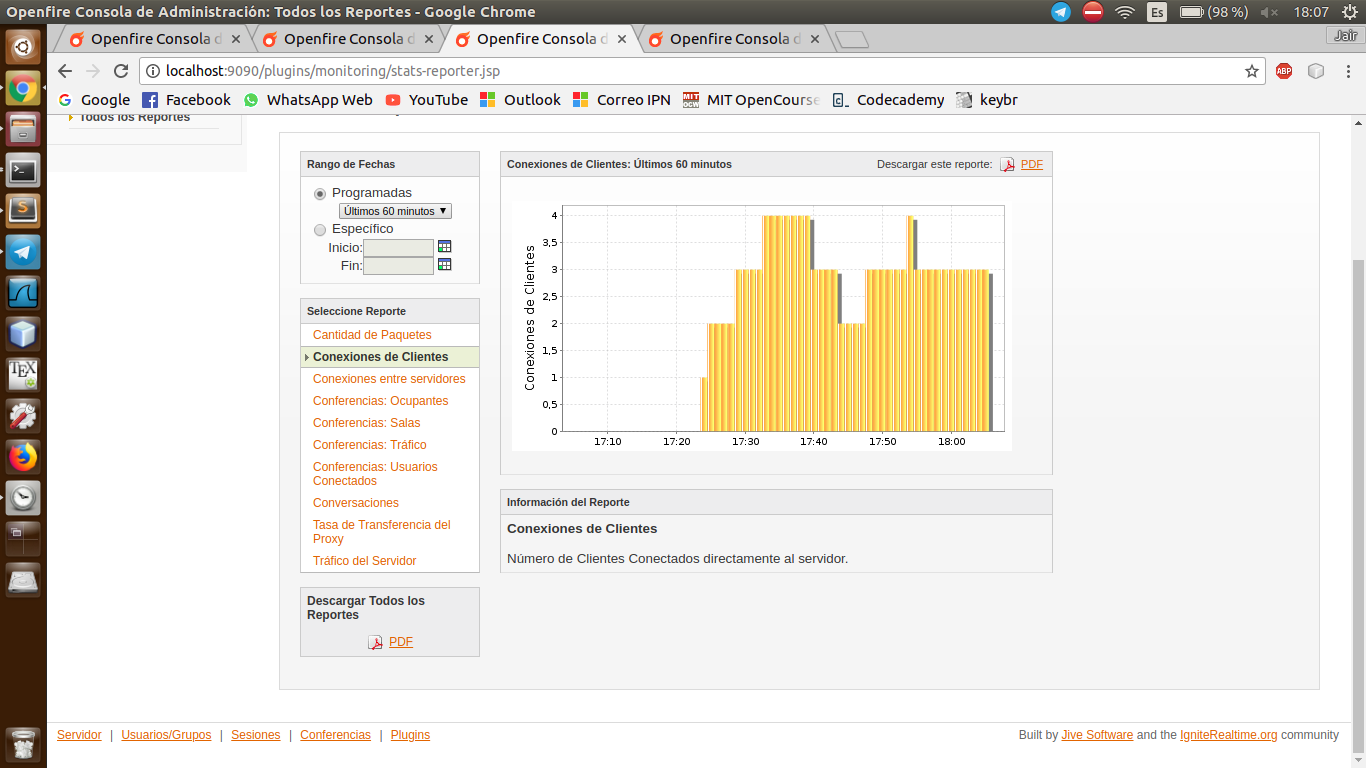 Openfire Consola de Administración: Todos los Reportes - Google Chrome
Es
(98 %)
18:07
Openfire Consola d
Openfire Consola d
Openfire Consola d
Openfire Consola d
Jair
localhost:9090/plugins/monitoring/stats-reporter.jsp
ABP
Google
Facebook
WhatsApp Web
YouTube
Outlook
Correo IPN
MIT OpenCourse
Codecademy
keybr
Todos los Reportes
Rango de Fechas
Programadas
Últimos 60 minutos
Específico
Inicio:
Fin:
Seleccione Reporte
Cantidad de Paquetes
Conexiones de Clientes
Conexiones entre servidores
Conferencias: Ocupantes
Conferencias: Salas
Conferencias: Tráfico
Conferencias: Usuarios
Conectados
Conversaciones
Tasa de Transferencia del
Proxy
Tráfico del Servidor
Descargar Todos los
Reportes
PDF
Conexiones de Clientes: Últimos 60 minutos
Descargar este reporte: PDF
Conexiones de Clientes
4
3,5
3
2,5
2
1,5
1
0,5
0
17:10 17:20 17:30 17:40 17:50 18:00
Información del Reporte
Conexiones de Clientes
Número de Clientes Conectados directamente al servidor.
Servidor | Usuarios/Grupos | Sesiones | Conferencias | Plugins
Built by Jive Software and the IgniteRealtime.org community